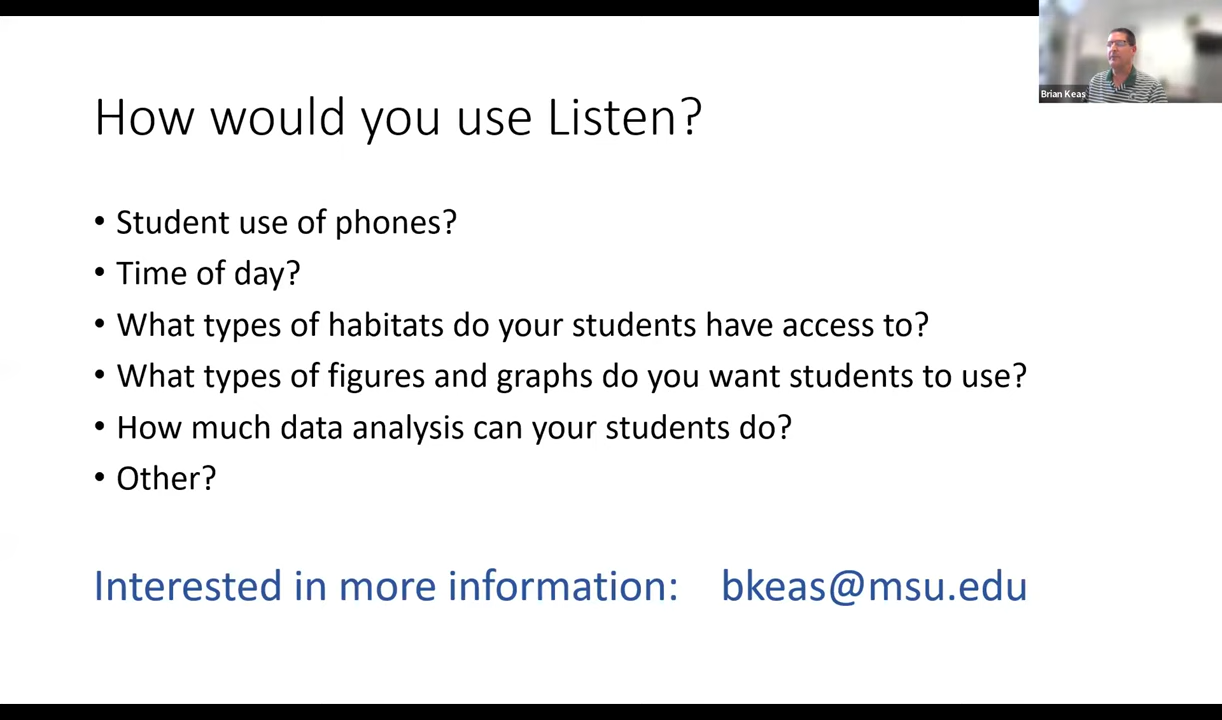 Brian Keas
How would you use Listen?
• Student use of phones?
• Time of day?
• What types of habitats do your students have access to?
• What types of figures and graphs do you want students to use?
• How much data analysis can your students do?
• Other?
Interested in more information: bkeas@msu.edu